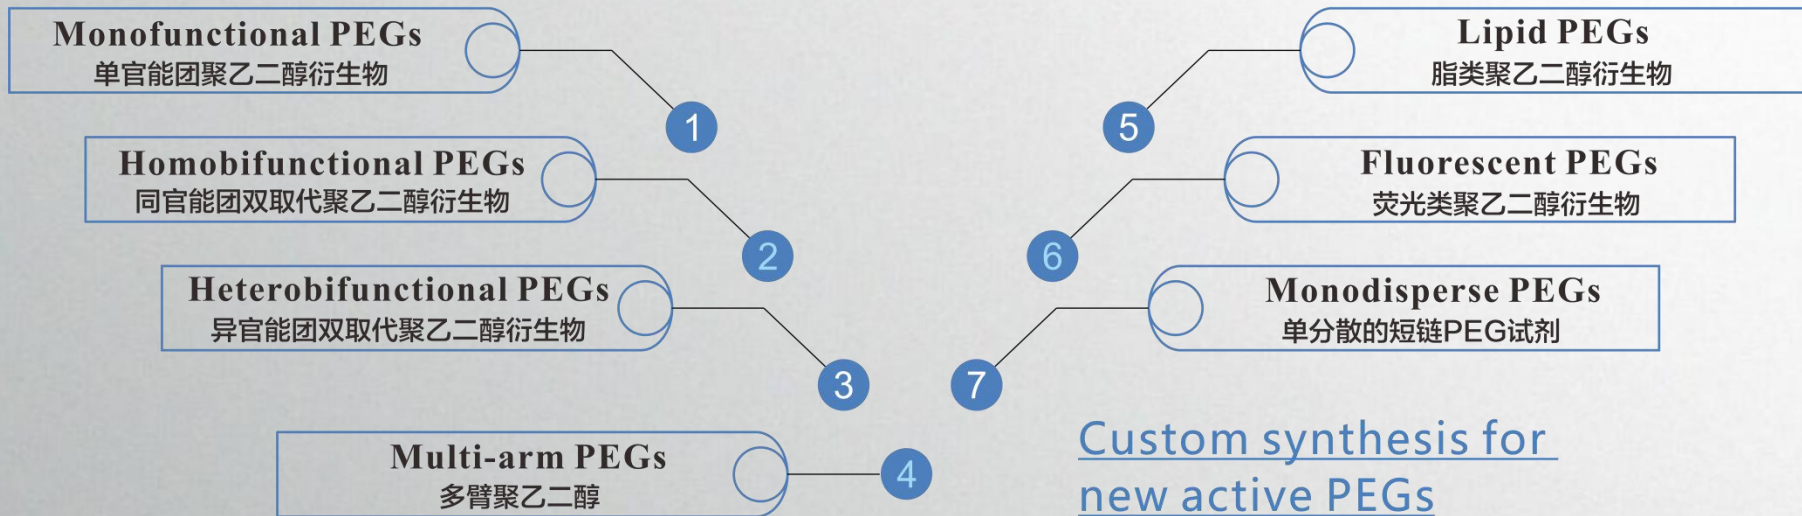 Monofunctional PEGs
单官能团聚乙二醇衍生物
1
Homobifunctional PEGs
同官能团双取代聚乙二醇衍生物
2
Heterobifunctional PEGs
异官能团双取代聚乙二醇衍生物
3
Multi-arm PEGs
多臂聚乙二醇
4
Lipid PEGs
脂类聚乙二醇衍生物
5
Fluorescent PEGs
荧光类聚乙二醇衍生物
6
Monodisperse PEGs
单分散的短链PEG试剂
7
Custom synthesis for
new active PEGs